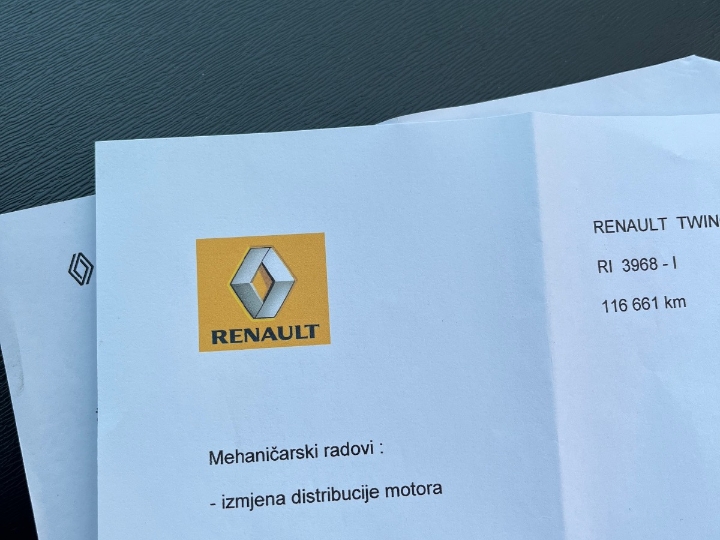 RENAULT TWIN
RI 3968 - I
116 661 km
RENAULT
Mehaničarski radovi :
- izmjena distribucije motora